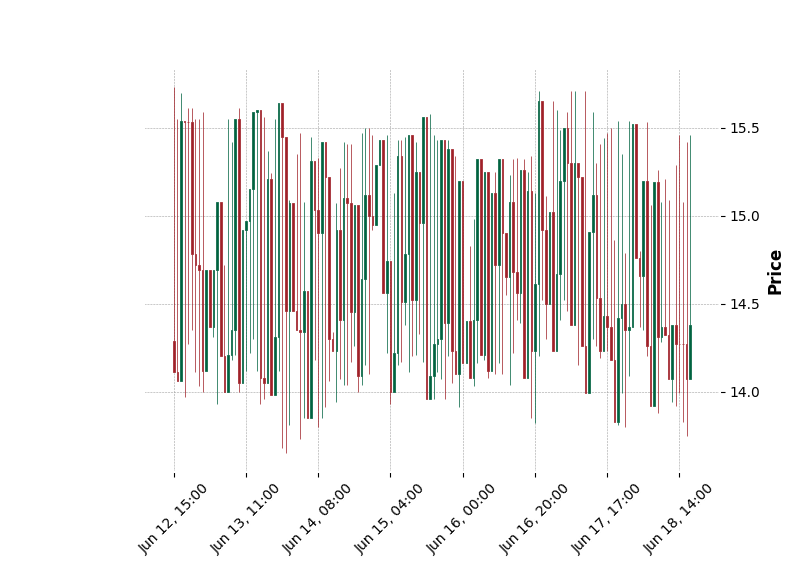 15.5
15.0
14.5
14.0
Price
Jun 12, 15:00
Jun 13, 11:00
Jun 14, 08:00
Jun 15, 04:00
Jun 16, 00:00
Jun 16, 20:00
Jun 17, 17:00
Jun 18, 14:00